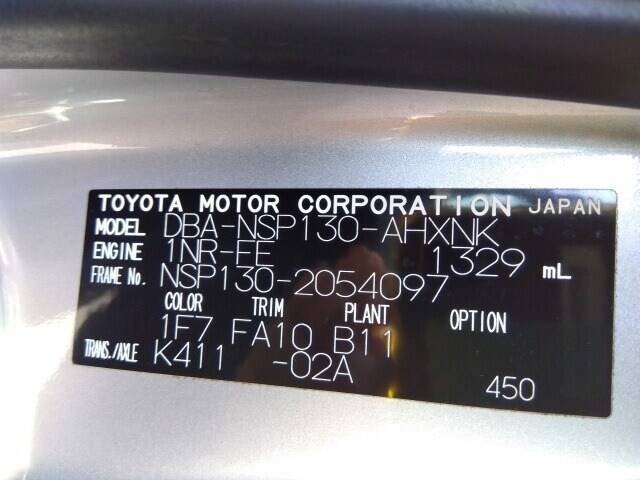 TOYOTA MOTOR CORPORATION JAPAN
MODEL DBA-NSP130-AHXNK
ENGINE 1NR-FE 1329 mL
FRAME No. NSP130-2054097
COLOR TRIM PLANT OPTION
1F7 FA10 B11
TRANS./AXLE K411 -02A
450